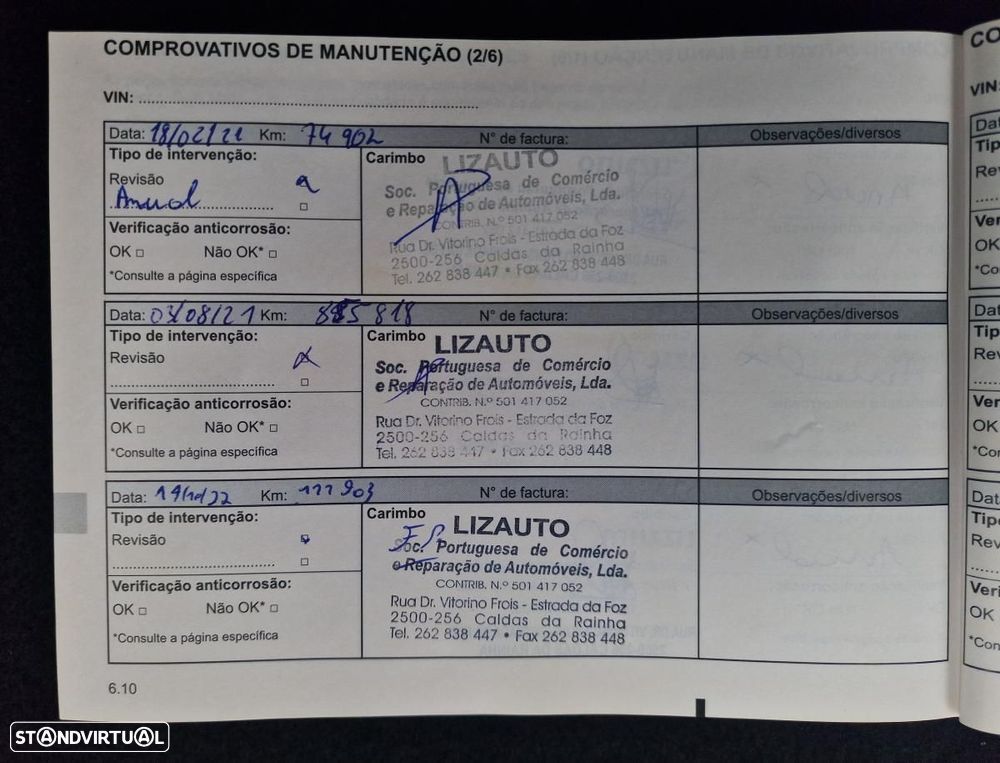 COMPROVATIVOS DE MANUTENÇÃO (2/6)
VIN:
Data: 18/02/21 Km: 74 902 N° de factura: Observações/diversos
Tipo de intervenção:
Revisão
Anual
Verificação anticorrosão:
OK Não OK*
*Consulte a página específica
Carimbo
LIZAUTO
Soc. Portuguesa de Comércio
e Reparação de Automóveis, Lda.
CONTRIB. N.º 501 417 052
Rua Dr. Vitorino Frois - Estrada da Foz
2500-256 Caldas da Rainha
Tel. 262 838 447 • Fax 262 838 448
Data: 03/08/21 Km: N° de factura: Observações/diversos
Tipo de intervenção:
Revisão
Verificação anticorrosão:
OK Não OK*
*Consulte a página específica
Carimbo
LIZAUTO
Soc. Portuguesa de Comércio
e Reparação de Automóveis, Lda.
CONTRIB. N.º 501 417 052
Rua Dr. Vitorino Frois - Estrada da Foz
2500-256 Caldas da Rainha
Tel. 262 838 447 • Fax 262 838 448
Data: Km: 111 903 N° de factura: Observações/diversos
Tipo de intervenção:
Revisão
Verificação anticorrosão:
OK Não OK*
*Consulte a página específica
Carimbo
LIZAUTO
Soc. Portuguesa de Comércio
e Reparação de Automóveis, Lda.
CONTRIB. N.º 501 417 052
Rua Dr. Vitorino Frois - Estrada da Foz
2500-256 Caldas da Rainha
Tel. 262 838 447 • Fax 262 838 448
6.10
STANDVIRTUAL
CO
VIN: